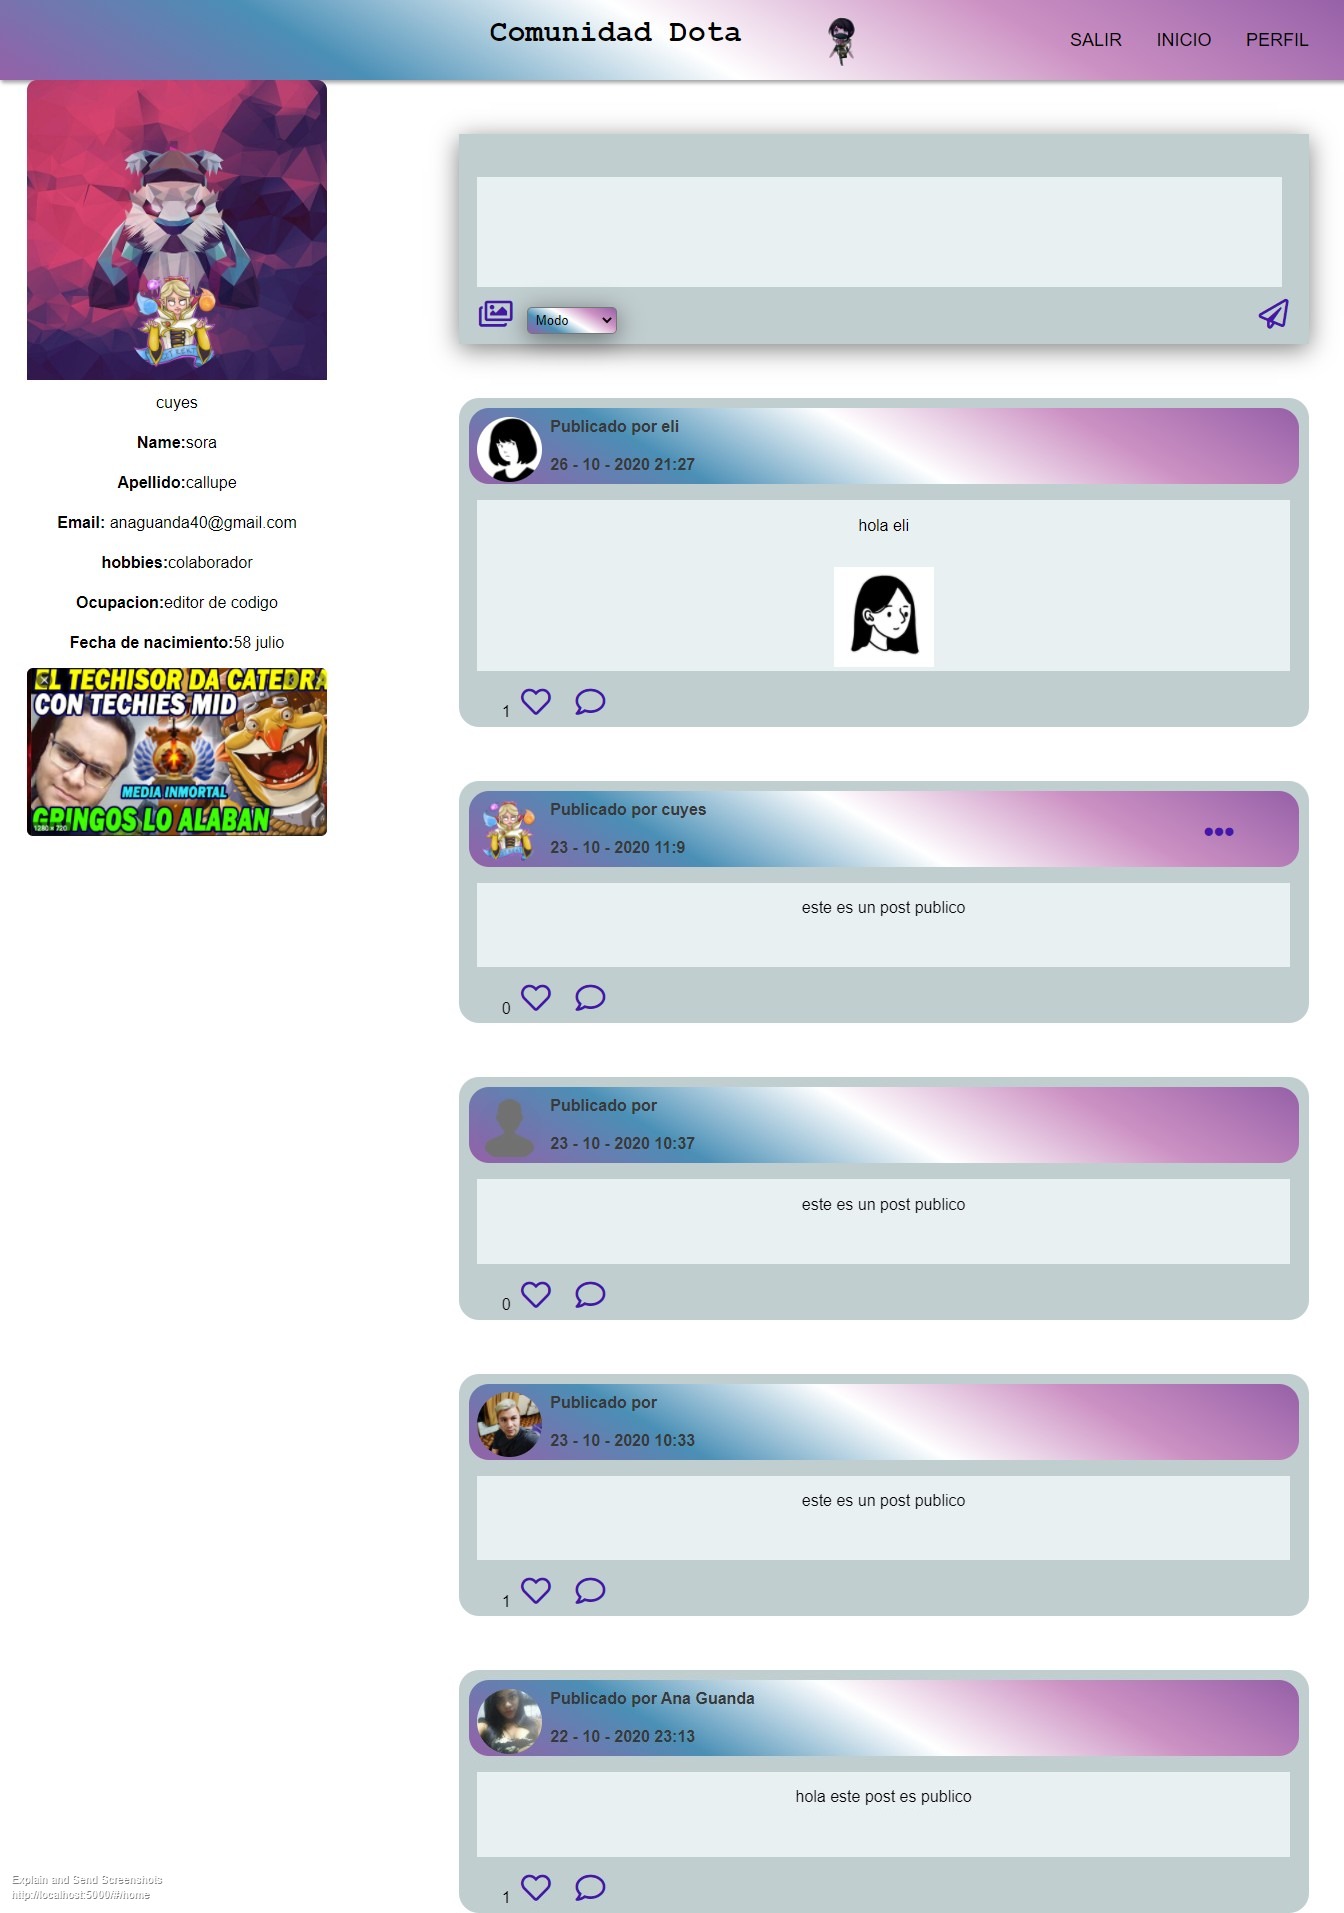 Comunidad Dota
SALIR INICIO PERFIL
Modo
cuyes
Name:sora
Apellido:callupe
Email: anaguanda40@gmail.com
hobbies:colaborador
Ocupacion:editor de codigo
Fecha de nacimiento:58 julio
EL TECHISOR DA CATEDRA
CON TECHIES MID
MEDIA INMORTAL
GRINGOS LO ALABAN
1280 × 720
Publicado por eli
26 - 10 - 2020 21:27
hola eli
1
Publicado por cuyes
23 - 10 - 2020 11:9
este es un post publico
0
Publicado por
23 - 10 - 2020 10:37
este es un post publico
0
Publicado por
23 - 10 - 2020 10:33
este es un post publico
1
Publicado por Ana Guanda
22 - 10 - 2020 23:13
hola este post es publico
1
Explain and Send Screenshots
http://localhost:5000/#/home